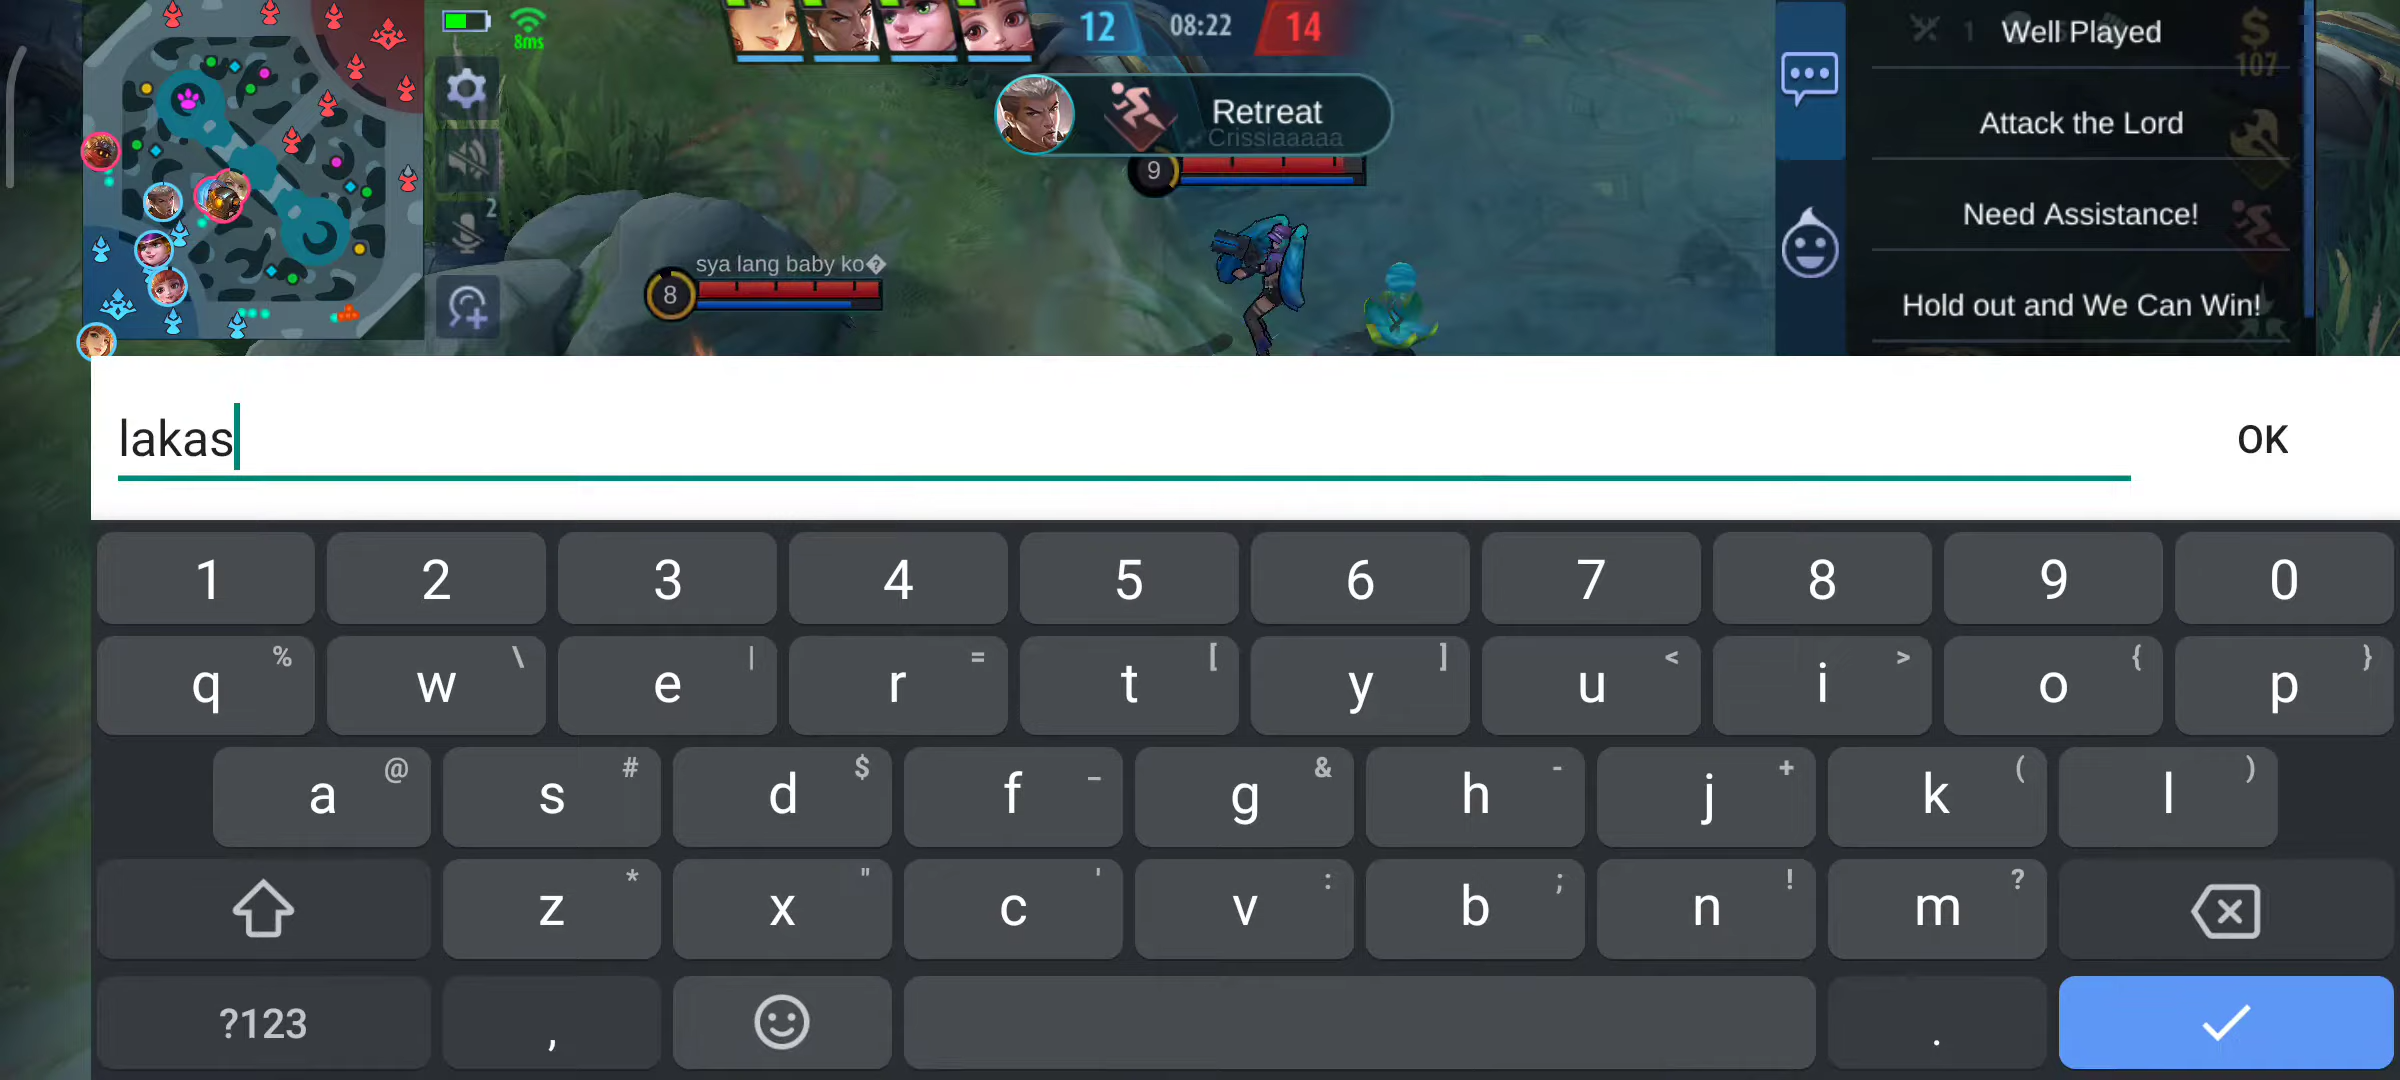 8ms
12 08:22 14
Retreat
Crissiaaaaa
9
sya lang baby ko�
8
2
1
107
Well Played
Attack the Lord
Need Assistance!
Hold out and We Can Win!
lakas
OK
1 2 3 4 5 6 7 8 9 0
q % w \ e | r = t [ y ] u < i > o { p }
a @ s # d $ f _ g & h - j + k ( l )
z * x " c ' v : b ; n ! m ?
?123 , .